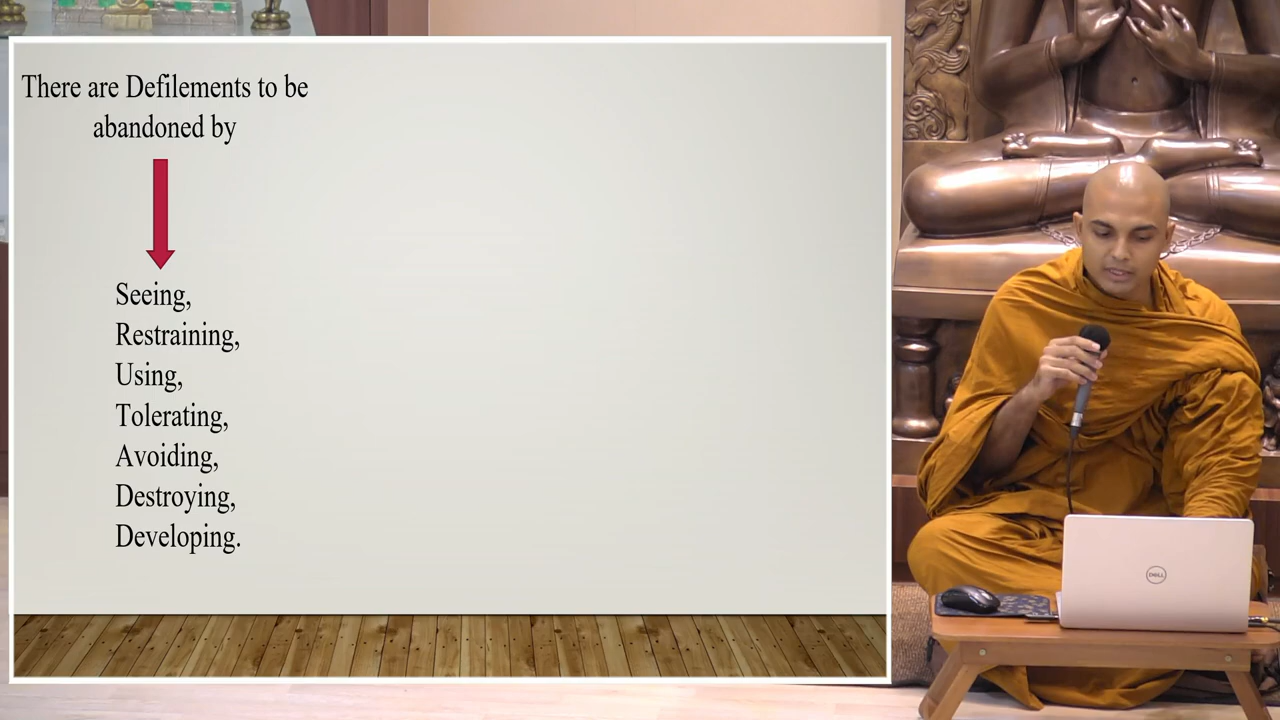 There are Defilements to be
abandoned by
Seeing,
Restraining,
Using,
Tolerating,
Avoiding,
Destroying,
Developing.
DELL